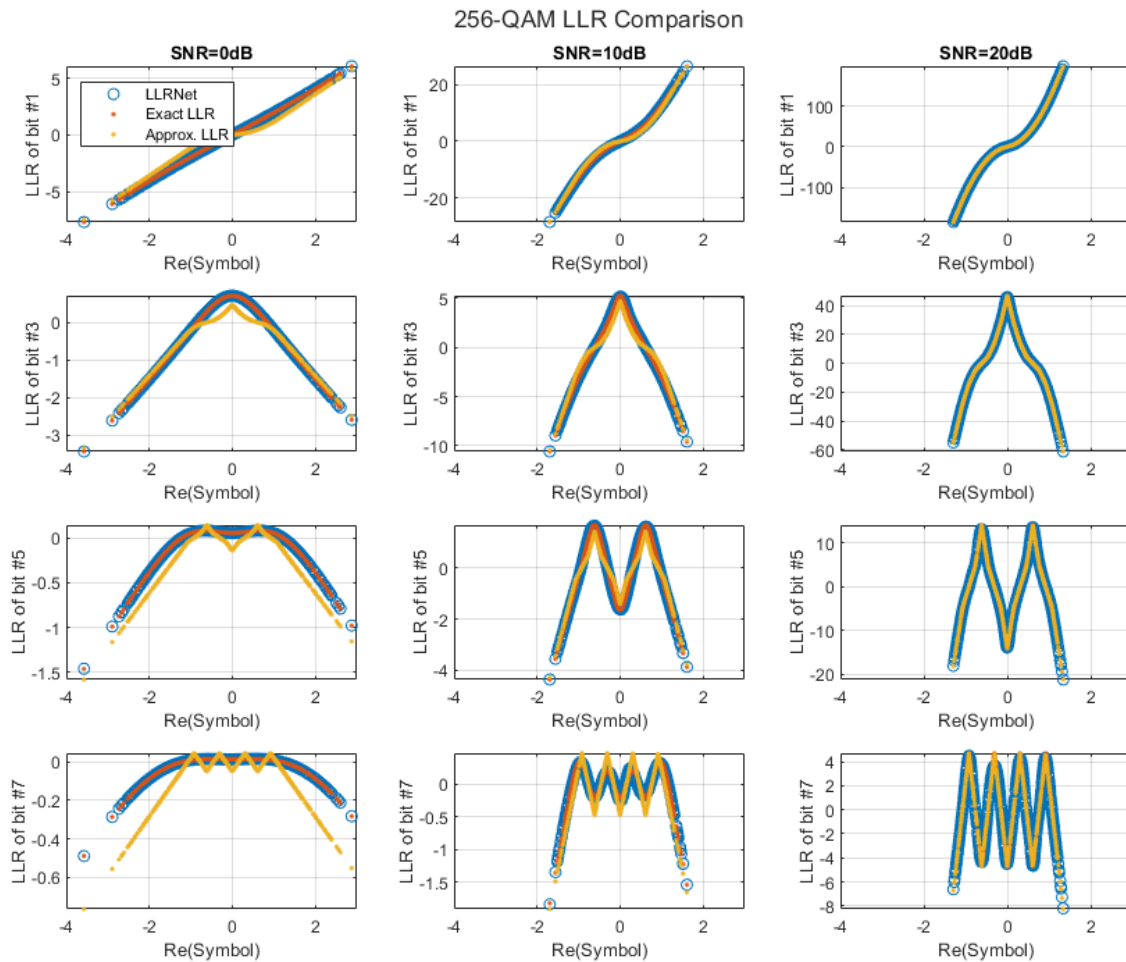 256-QAM LLR Comparison
SNR=0dB
SNR=10dB
SNR=20dB
LLR of bit #1
5
0
-5
LLRNet
Exact LLR
Approx. LLR
-4 -2 0 2
Re(Symbol)
LLR of bit #1
20
0
-20
-4 -2 0 2
Re(Symbol)
LLR of bit #1
100
0
-100
-4 -2 0 2
Re(Symbol)
LLR of bit #3
0
-1
-2
-3
-4 -2 0 2
Re(Symbol)
LLR of bit #3
5
0
-5
-10
-4 -2 0 2
Re(Symbol)
LLR of bit #3
40
20
0
-20
-40
-60
-4 -2 0 2
Re(Symbol)
LLR of bit #5
0
-0.5
-1
-1.5
-4 -2 0 2
Re(Symbol)
LLR of bit #5
0
-2
-4
-4 -2 0 2
Re(Symbol)
LLR of bit #5
10
0
-10
-20
-4 -2 0 2
Re(Symbol)
LLR of bit #7
0
-0.2
-0.4
-0.6
-4 -2 0 2
Re(Symbol)
LLR of bit #7
0
-0.5
-1
-1.5
-4 -2 0 2
Re(Symbol)
LLR of bit #7
4
2
0
-2
-4
-6
-8
-4 -2 0 2
Re(Symbol)